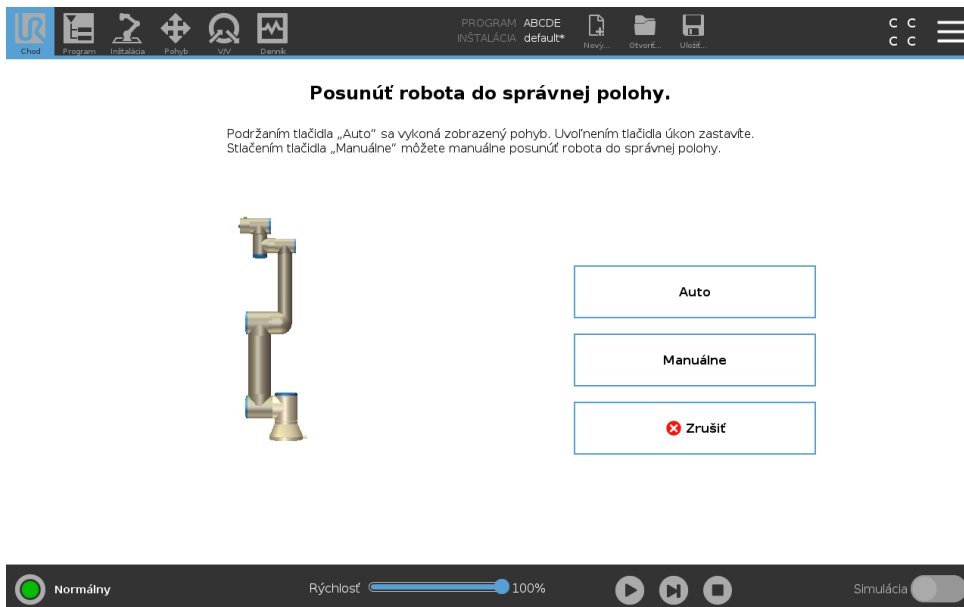 UR
Chod
Program
Inštalácia
Pohyb
V/V
Denník
PROGRAM ABCDE
INŠTALÁCIA default*
Nový...
Otvoriť...
Uložiť...
C C
C C
Posunúť robota do správnej polohy.
Podržaním tlačidla „Auto“ sa vykoná zobrazený pohyb. Uvoľnením tlačidla úkon zastavíte.
Stlačením tlačidla „Manuálne“ môžete manuálne posunúť robota do správnej polohy.
Auto
Manuálne
Zrušiť
Normálny
Rýchlosť
100%
Simulácia